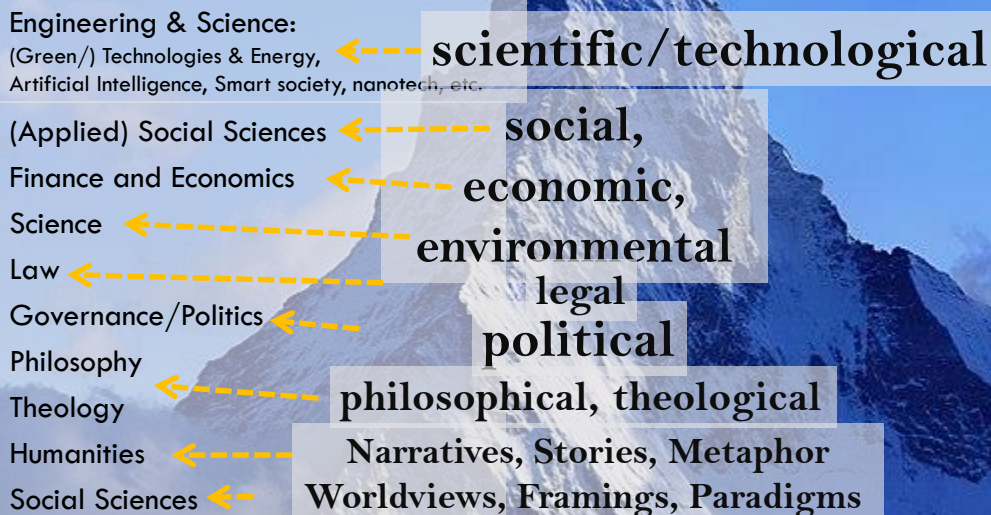 Engineering & Science:
(Green/) Technologies & Energy,
Artificial Intelligence, Smart society, nanotech, etc.
scientific/technological
(Applied) Social Sciences
social,
Finance and Economics
economic,
Science
environmental
Law
legal
Governance/Politics
political
Philosophy
Theology
philosophical, theological
Humanities
Narratives, Stories, Metaphor
Social Sciences
Worldviews, Framings, Paradigms